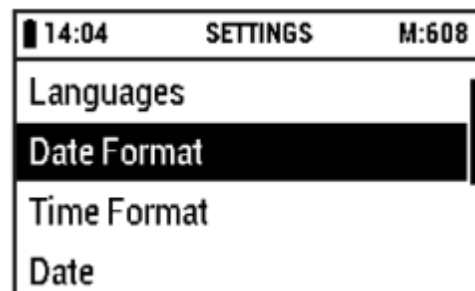 14:04 SETTINGS M:608
Languages
Date Format
Time Format
Date